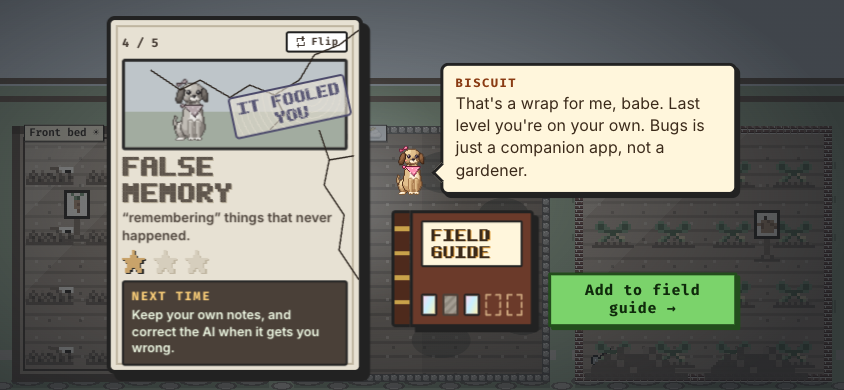 4 / 5
Flip
IT FOOLED
YOU
FALSE
MEMORY
“remembering” things that never
happened.
NEXT TIME
Keep your own notes, and
correct the AI when it gets you
wrong.
Front bed *
BISCUIT
That's a wrap for me, babe. Last
level you're on your own. Bugs is
just a companion app, not a
gardener.
FIELD
GUIDE
Add to field
guide →